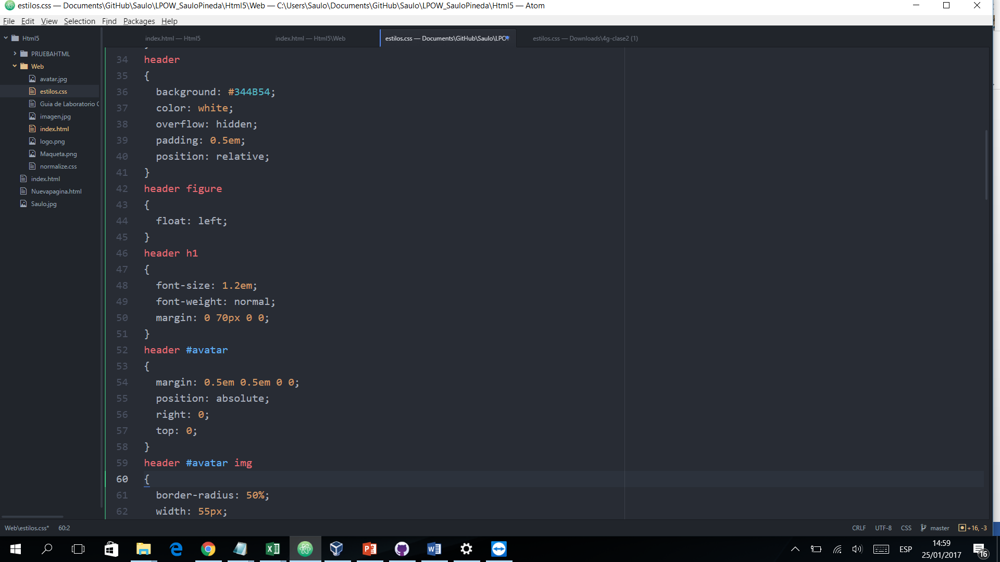 estilos.css — Documents\GitHub\Saulo\LPOW_SauloPineda\Html5\Web — C:\Users\Saulo\Documents\GitHub\Saulo\LPOW_SauloPineda\Html5 — Atom
File Edit View Selection Find Packages Help
Html5
PRUEBAHTML
Web
avatar.jpg
estilos.css
Guia de Laboratorio
imagen.jpg
index.html
logo.png
Maqueta.png
normalize.css
index.html
Nuevapagina.html
Saulo.jpg
index.html — Html5
index.html — Html5\Web
estilos.css — Documents\GitHub\Saulo\LPOW
estilos.css — Downloads\4g-clase2 (1)
34 header
35 {
36 background: #344B54;
37 color: white;
38 overflow: hidden;
39 padding: 0.5em;
40 position: relative;
41 }
42 header figure
43 {
44 float: left;
45 }
46 header h1
47 {
48 font-size: 1.2em;
49 font-weight: normal;
50 margin: 0 70px 0 0;
51 }
52 header #avatar
53 {
54 margin: 0.5em 0.5em 0 0;
55 position: absolute;
56 right: 0;
57 top: 0;
58 }
59 header #avatar img
60 {
61 border-radius: 50%;
62 width: 55px;
Web\estilos.css* 60:2
CRLF UTF-8 CSS master +16, -3
ESP
14:59
25/01/2017
16